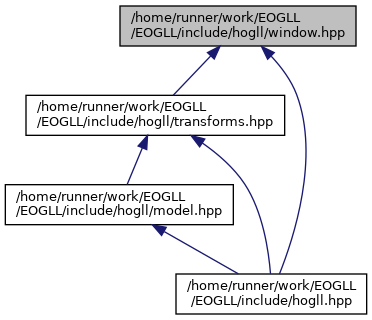 /home/runner/work/EOGLL
/EOGLL/include/hogll/window.hpp
/home/runner/work/EOGLL
/EOGLL/include/hogll/transforms.hpp
/home/runner/work/EOGLL
/EOGLL/include/hogll/model.hpp
/home/runner/work/EOGLL
/EOGLL/include/hogll.hpp